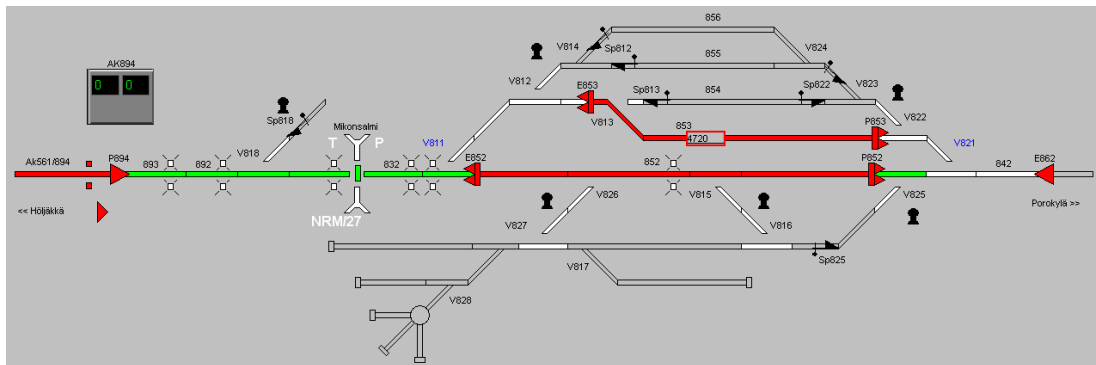 856
V814
Sp812
V824
855
AK894
0 0
V812
E853
Sp813
Sp822
V823
854
Sp818
V813
Mikonsalmi
T P
853
4720
P853
V822
Ak561/894
P894
893
892
V818
832
V811
E852
852
P852
V821
842
E862
<< Höljäkkä
NRM/27
V826
V815
V825
Porokylä >>
V827
V816
V817
Sp825
V828